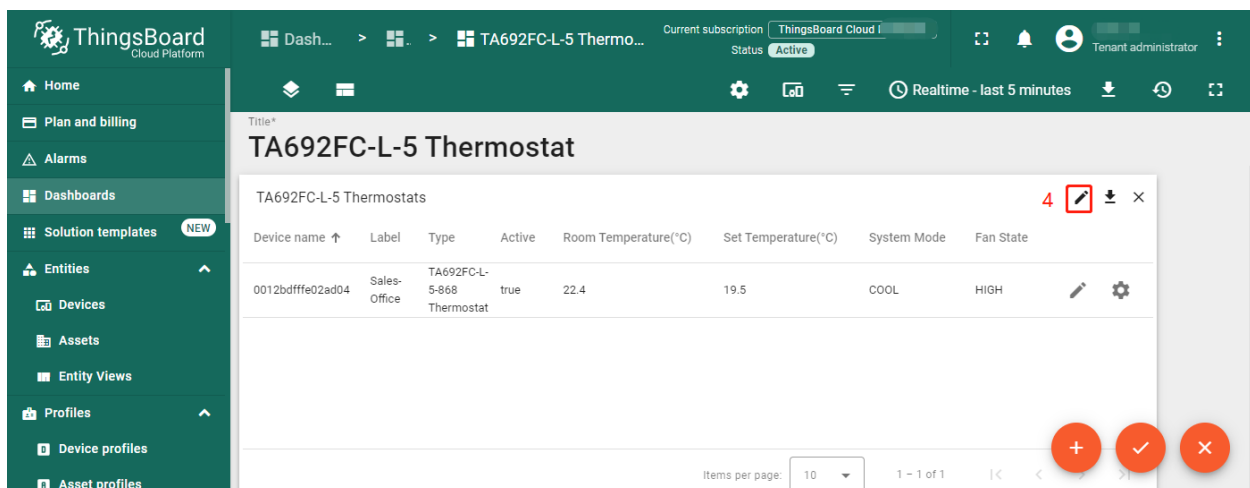 ThingsBoard
Cloud Platform
Dash... > . > TA692FC-L-5 Thermo...
Current subscription ThingsBoard Cloud
Status Active
Tenant administrator
Home
Plan and billing
Alarms
Dashboards
Solution templates NEW
Entities
Devices
Assets
Entity Views
Profiles
Device profiles
Asset profiles
Realtime - last 5 minutes
Title*
TA692FC-L-5 Thermostat
TA692FC-L-5 Thermostats
4
Device name Label Type Active Room Temperature(°C) Set Temperature(°C) System Mode Fan State
0012bdfffe02ad04 Sales-Office TA692FC-L-5-868 Thermostat true 22.4 19.5 COOL HIGH
Items per page: 10 1 – 1 of 1